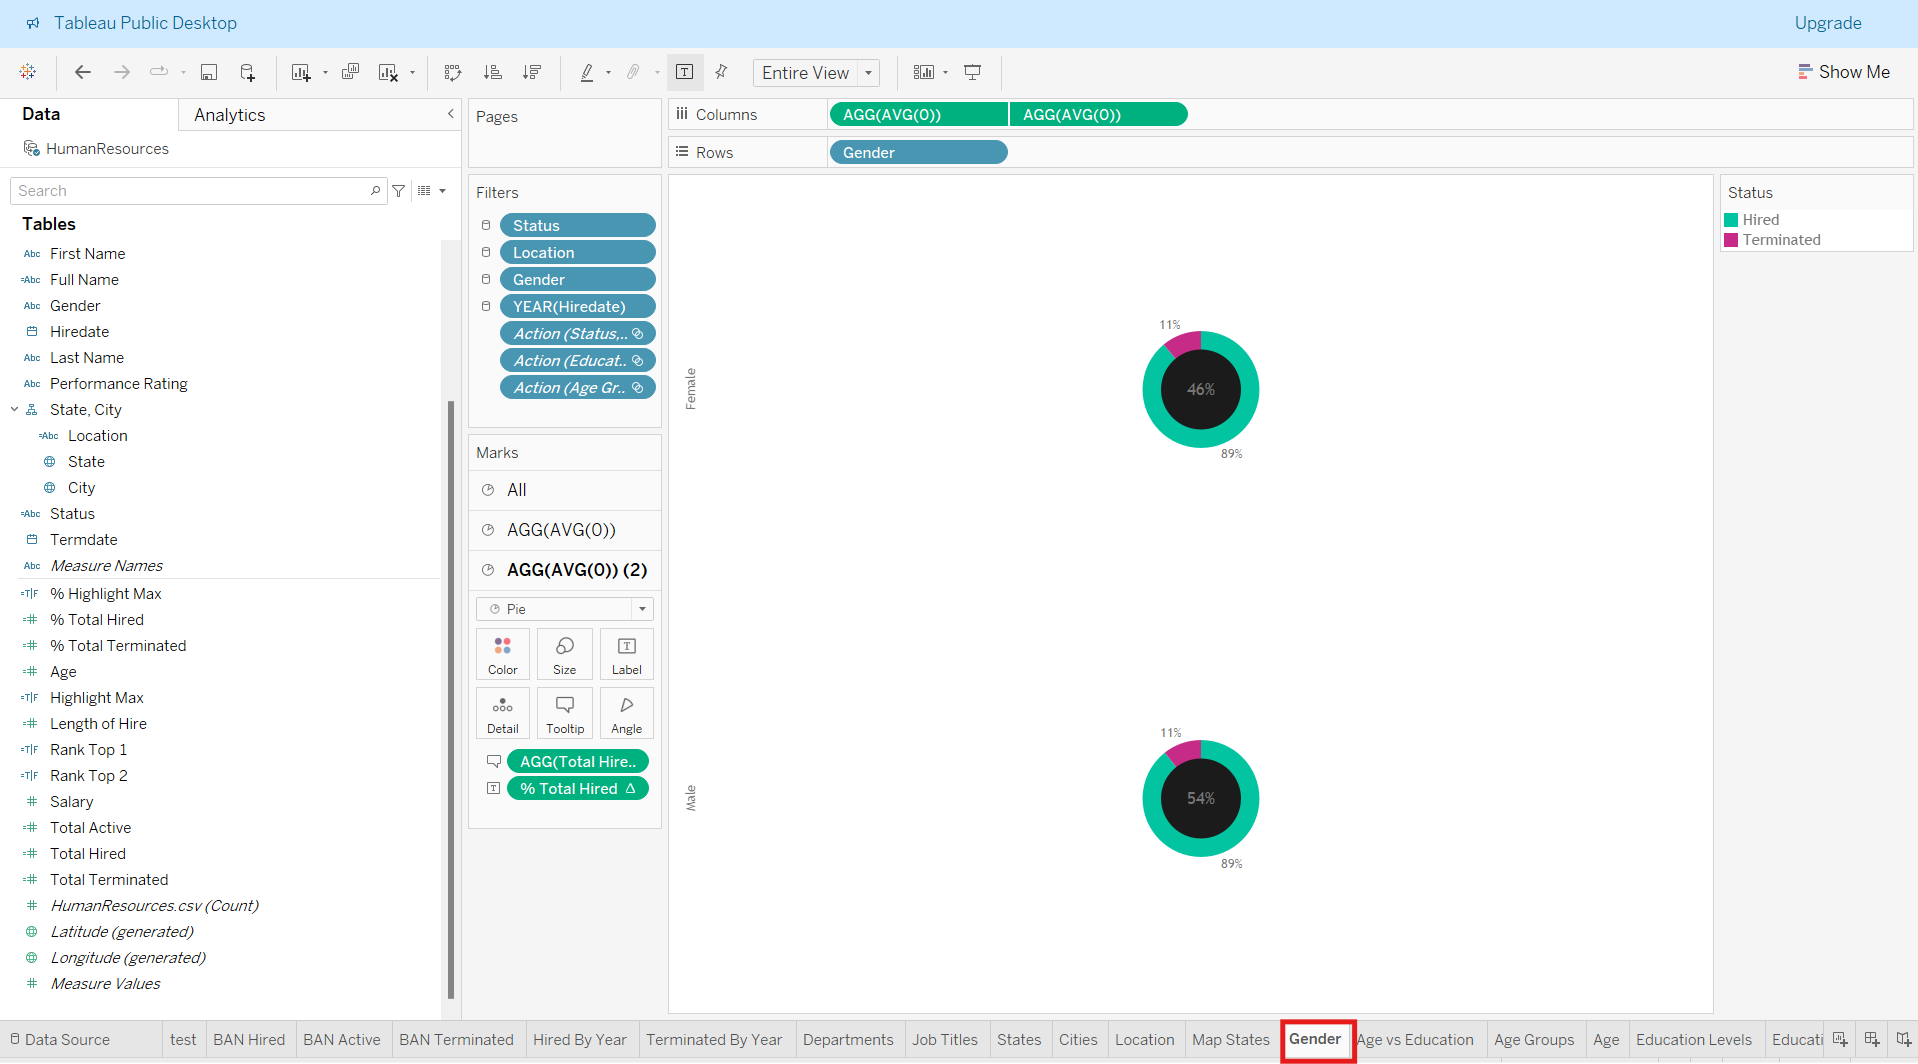 Tableau Public Desktop
Upgrade
Entire View
Show Me
Data
Analytics
HumanResources
Search
Tables
Abc First Name
=Abc Full Name
Abc Gender
Hiredate
Abc Last Name
Abc Performance Rating
State, City
=Abc Location
State
City
=Abc Status
Termdate
Abc Measure Names
=T|F % Highlight Max
=# % Total Hired
=# % Total Terminated
=# Age
=T|F Highlight Max
=# Length of Hire
=T|F Rank Top 1
=T|F Rank Top 2
# Salary
=# Total Active
=# Total Hired
=# Total Terminated
# HumanResources.csv (Count)
Latitude (generated)
Longitude (generated)
# Measure Values
Pages
Filters
Status
Location
Gender
YEAR(Hiredate)
Action (Status,..
Action (Educat..
Action (Age Gr..
Marks
All
AGG(AVG(0))
AGG(AVG(0)) (2)
Pie
Color
Size
T
Label
Detail
Tooltip
Angle
AGG(Total Hire..
T % Total Hired Δ
Columns
AGG(AVG(0))
AGG(AVG(0))
Rows
Gender
Female
11%
46%
89%
Male
11%
54%
89%
Status
Hired
Terminated
Data Source
test
BAN Hired
BAN Active
BAN Terminated
Hired By Year
Terminated By Year
Departments
Job Titles
States
Cities
Location
Map States
Gender
Age vs Education
Age Groups
Age
Education Levels
Educati